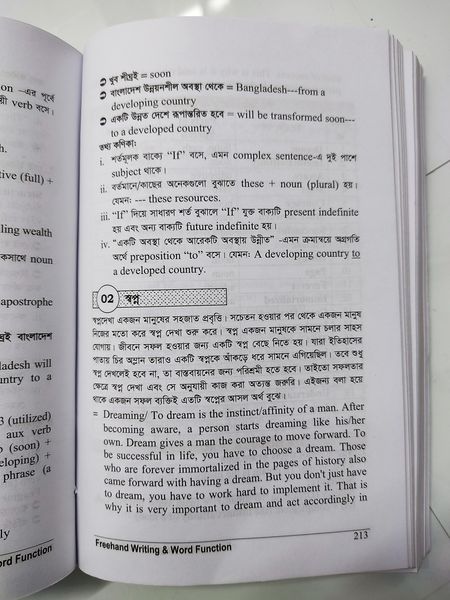 ion –এর পূর্বে
য়ী verb বসে।
h.
tive (full) +
ling wealth
একসাথে noun
apostrophe
গ্রই বাংলাদেশ
adesh will
ountry to a
3 (utilized)
aux verb
o (soon) +
eloping) +
phrase (a
ly
rd Function
➲ খুব শীঘ্রই = soon
➲ বাংলাদেশ উন্নয়নশীল অবস্থা থেকে = Bangladesh---from a
developing country
➲ একটি উন্নত দেশে রূপান্তরিত হবে = will be transformed soon---
to a developed country
তথ্য কণিকা:
i. শর্তমূলক বাক্যে "If" বসে, এমন complex sentence-এ দুই পাশে
subject থাকে।
ii. বর্তমানে/কাছের অনেকগুলো বুঝাতে these + noun (plural) হয়।
যেমন: --- these resources.
iii. "If" দিয়ে সাধারণ শর্ত বুঝালে "If" যুক্ত বাক্যটি present indefinite
হয় এবং অন্য বাক্যটি future indefinite হয়।
iv. "একটি অবস্থা থেকে আরেকটি অবস্থায় উন্নীত" -এমন ক্রমান্বয়ে অগ্রগতি
অর্থে preposition "to" বসে। যেমন: A developing country to
a developed country.
02 স্বপ্ন
স্বপ্নদেখা একজন মানুষের সহজাত প্রবৃত্তি। সচেতন হওয়ার পর থেকে একজন মানুষ
নিজের মতো করে স্বপ্ন দেখা শুরু করে। স্বপ্ন একজন মানুষকে সামনে চলার সাহস
যোগায়। জীবনে সফল হওয়ার জন্য একটি স্বপ্ন বেছে নিতে হয়। যারা ইতিহাসের
পাতায় চির অম্লান তারাও একটি স্বপ্নকে আঁকড়ে ধরে সামনে এগিয়েছিল। তবে শুধু
স্বপ্ন দেখলেই হবে না, তা বাস্তবায়নের জন্য পরিশ্রমী হতে হবে। তাইতো সফলতার
ক্ষেত্রে স্বপ্ন দেখা এবং সে অনুযায়ী কাজ করা অত্যন্ত জরুরি। এইজন্য বলা হয়ে
থাকে একজন সফল ব্যক্তিই এতটি স্বপ্নের আসল অর্থ বুঝে।
= Dreaming/ To dream is the instinct/affinity of a man. After
becoming aware, a person starts dreaming like his/her
own. Dream gives a man the courage to move forward. To
be successful in life, you have to choose a dream. Those
who are forever immortalized in the pages of history also
came forward with having a dream. But you don't just have
to dream, you have to work hard to implement it. That is
why it is very important to dream and act accordingly in
Freehand Writing & Word Function 213